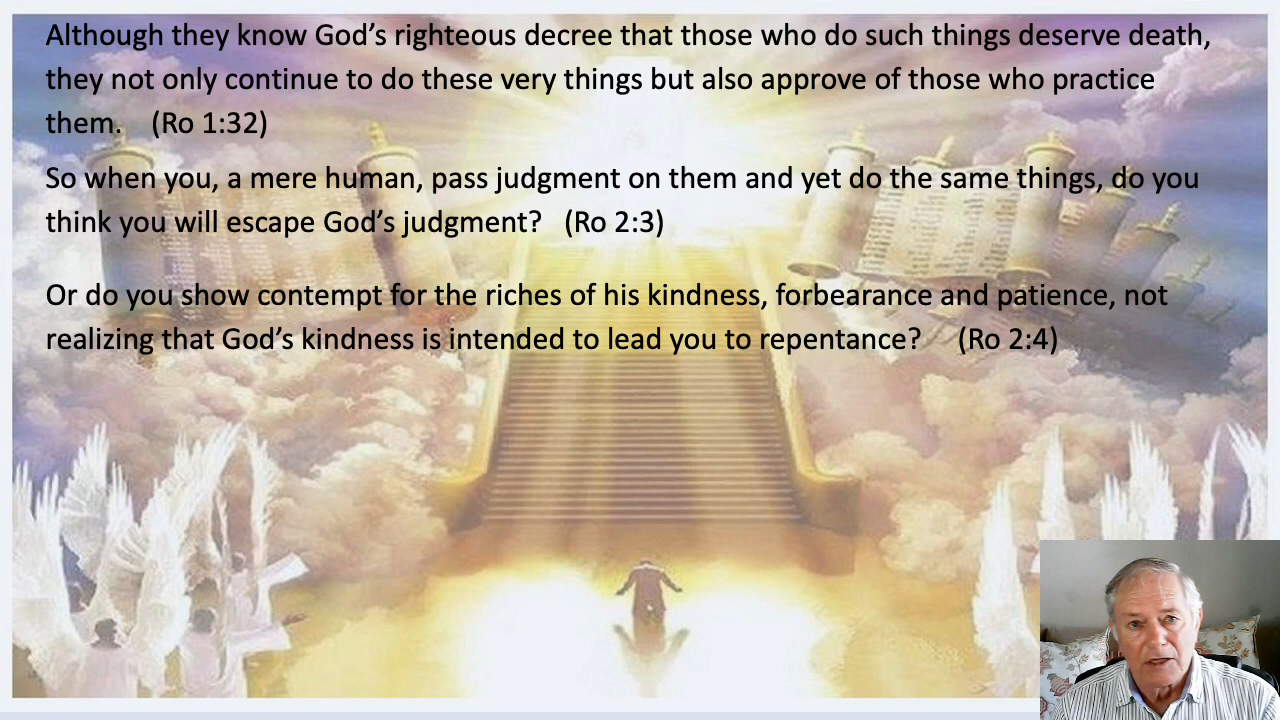 Although they know God’s righteous decree that those who do such things deserve death,
they not only continue to do these very things but also approve of those who practice
them. (Ro 1:32)
So when you, a mere human, pass judgment on them and yet do the same things, do you
think you will escape God’s judgment? (Ro 2:3)
Or do you show contempt for the riches of his kindness, forbearance and patience, not
realizing that God’s kindness is intended to lead you to repentance? (Ro 2:4)